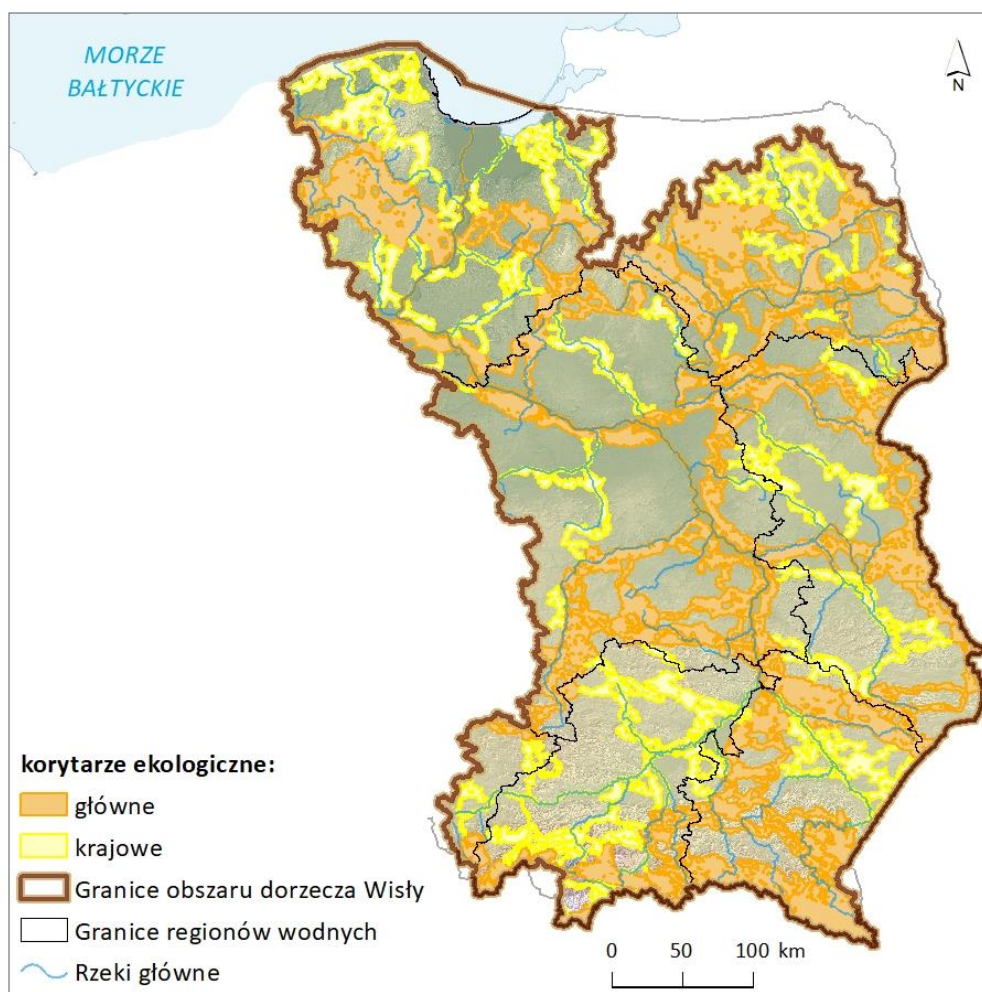 MORZE
BAŁTYCKIE
N
korytarze ekologiczne:
główne
krajowe
Granice obszaru dorzecza Wisły
Granice regionów wodnych
Rzeki główne
0 50 100 km